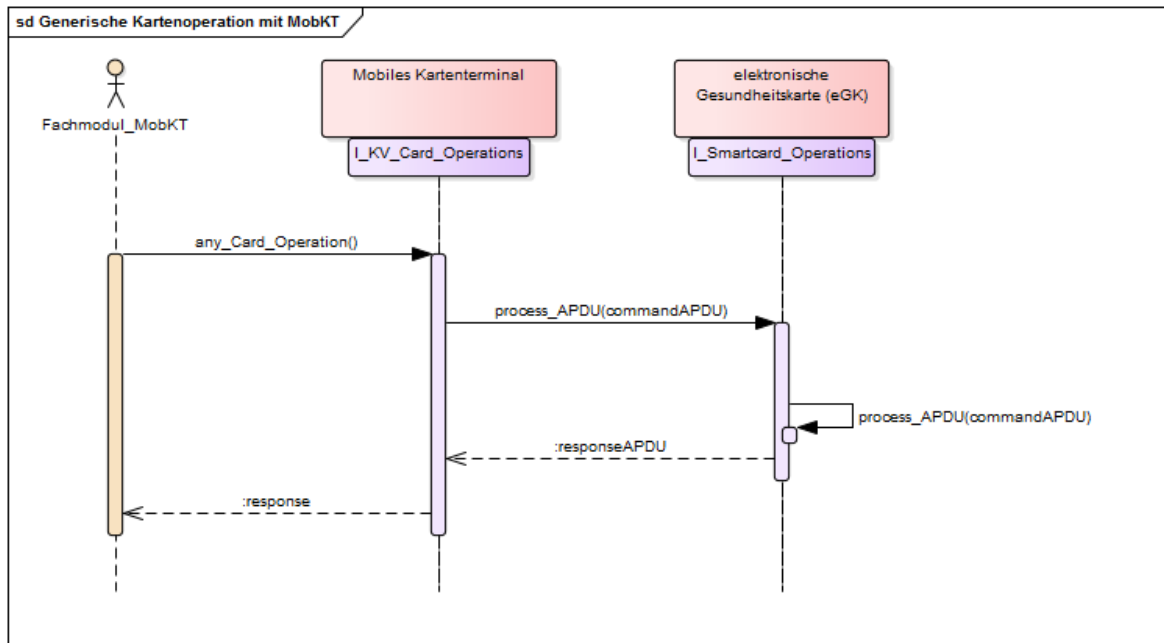 sd Generische Kartenoperation mit MobKT
Fachmodul_MobKT
Mobiles Kartenterminal
I_KV_Card_Operations
elektronische
Gesundheitskarte (eGK)
I_Smartcard_Operations
any_Card_Operation()
process_APDU(commandAPDU)
process_APDU(commandAPDU)
:responseAPDU
:response